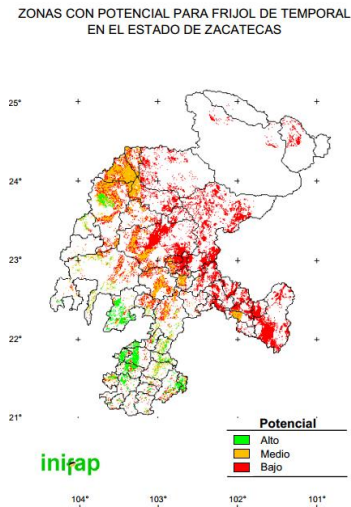 ZONAS CON POTENCIAL PARA FRIJOL DE TEMPORAL
EN EL ESTADO DE ZACATECAS
25°
24°
23°
22°
21°
Potencial
Alto
Medio
Bajo
inifap
104°
103°
102°
101°